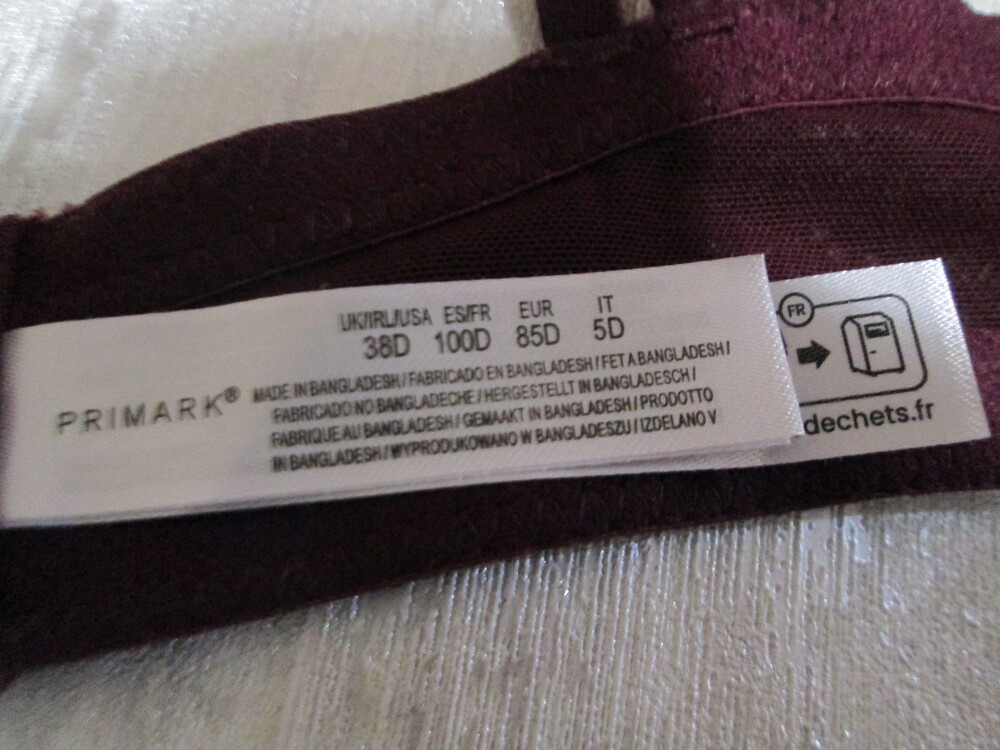 UK/IRL/USA ES/FR EUR IT
38D 100D 85D 5D
PRIMARK®
MADE IN BANGLADESH / FABRICADO EN BANGLADESH / FET A BANGLADESH /
FABRICADO NO BANGLADECHE / HERGESTELLT IN BANGLADESCH /
FABRIQUE AU BANGLADESH / GEMAAKT IN BANGLADESH / PRODOTTO
IN BANGLADESH / WYPRODUKOWANO W BANGLADESZU / IZDELANO V
FR
dechets.fr